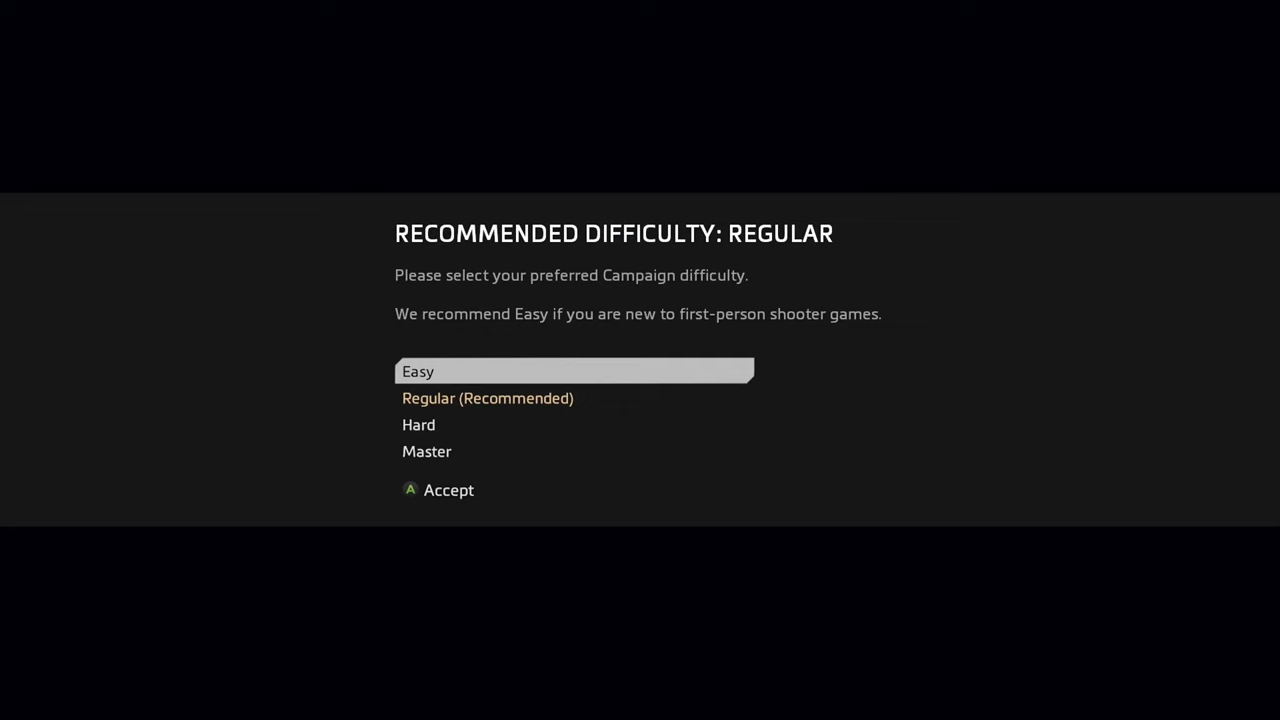 RECOMMENDED DIFFICULTY: REGULAR
Please select your preferred Campaign difficulty.
We recommend Easy if you are new to first-person shooter games.
Easy
Regular (Recommended)
Hard
Master
A Accept